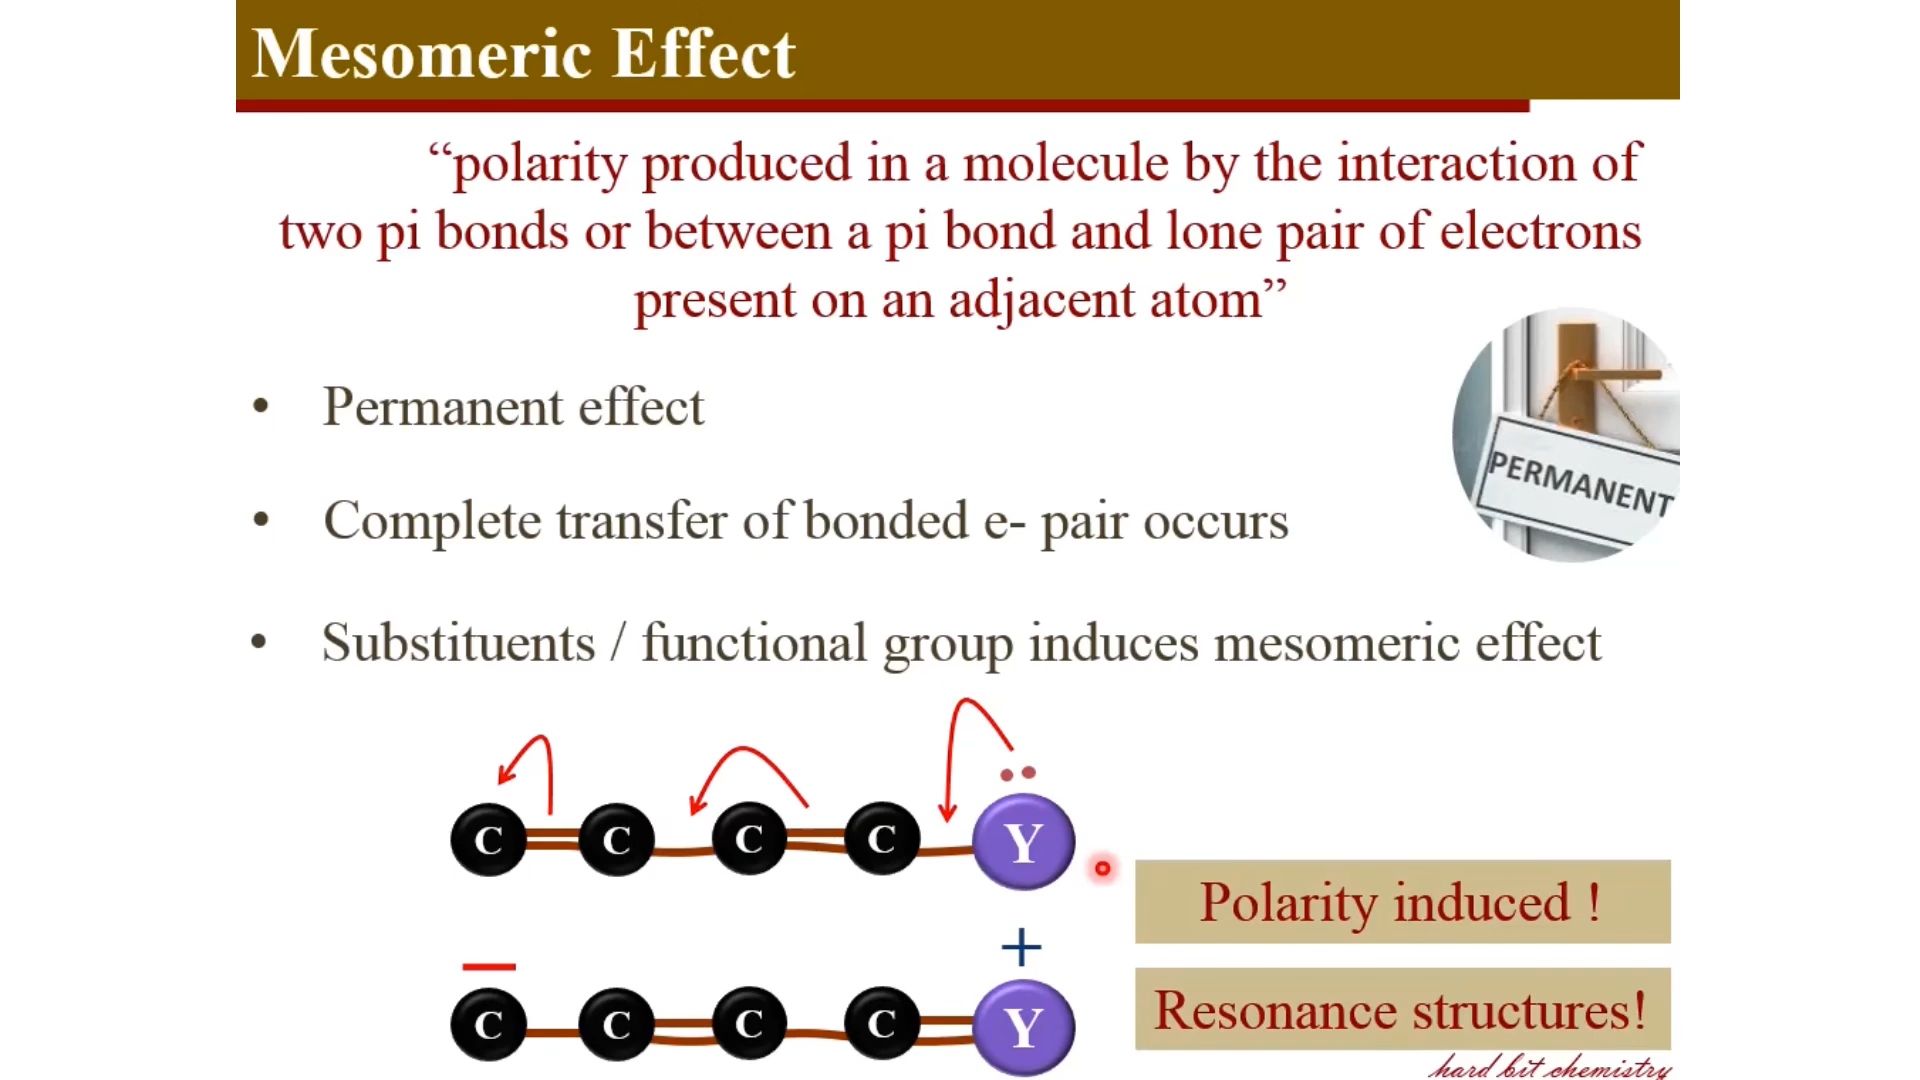 Mesomeric Effect
“polarity produced in a molecule by the interaction of
two pi bonds or between a pi bond and lone pair of electrons
present on an adjacent atom”
• Permanent effect
PERMANENT
• Complete transfer of bonded e- pair occurs
• Substituents / functional group induces mesomeric effect
C C C C Y
Polarity induced !
+
—
C C C C Y
Resonance structures!
hard bit chemistry